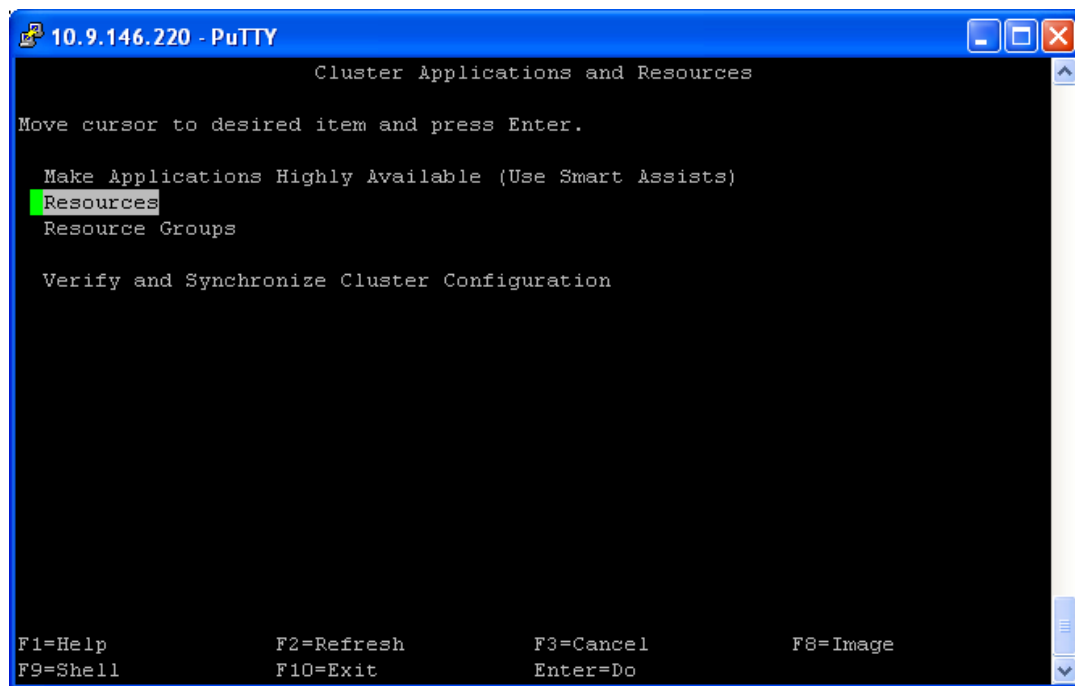 10.9.146.220 - PuTTY
Cluster Applications and Resources
Move cursor to desired item and press Enter.
Make Applications Highly Available (Use Smart Assists)
Resources
Resource Groups
Verify and Synchronize Cluster Configuration
F1=Help F2=Refresh F3=Cancel F8=Image
F9=Shell F10=Exit Enter=Do